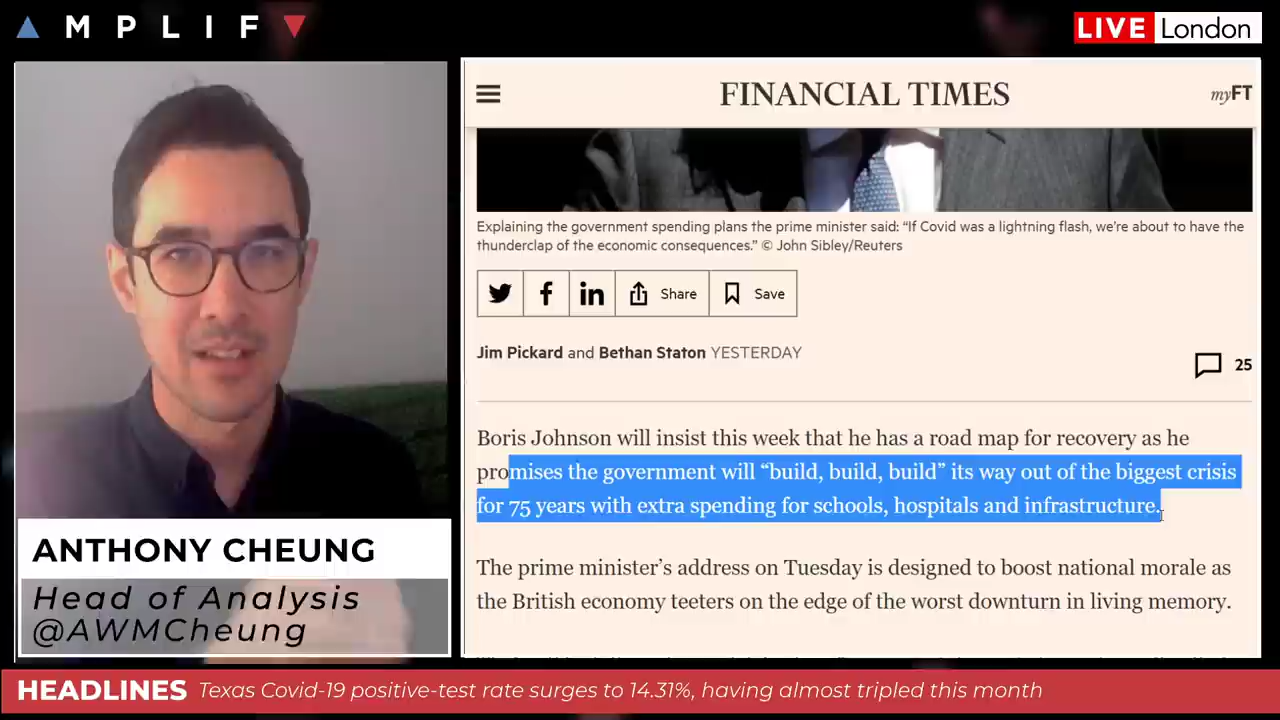 AMPLIFY
LIVE London
FINANCIAL TIMES
myFT
Explaining the government spending plans the prime minister said: “If Covid was a lightning flash, we’re about to have the
thunderclap of the economic consequences.” © John Sibley/Reuters
Share
Save
Jim Pickard and Bethan Staton YESTERDAY
25
Boris Johnson will insist this week that he has a road map for recovery as he
promises the government will “build, build, build” its way out of the biggest crisis
for 75 years with extra spending for schools, hospitals and infrastructure.
The prime minister’s address on Tuesday is designed to boost national morale as
the British economy teeters on the edge of the worst downturn in living memory.
ANTHONY CHEUNG
Head of Analysis
@AWMCheung
HEADLINES Texas Covid-19 positive-test rate surges to 14.31%, having almost tripled this month